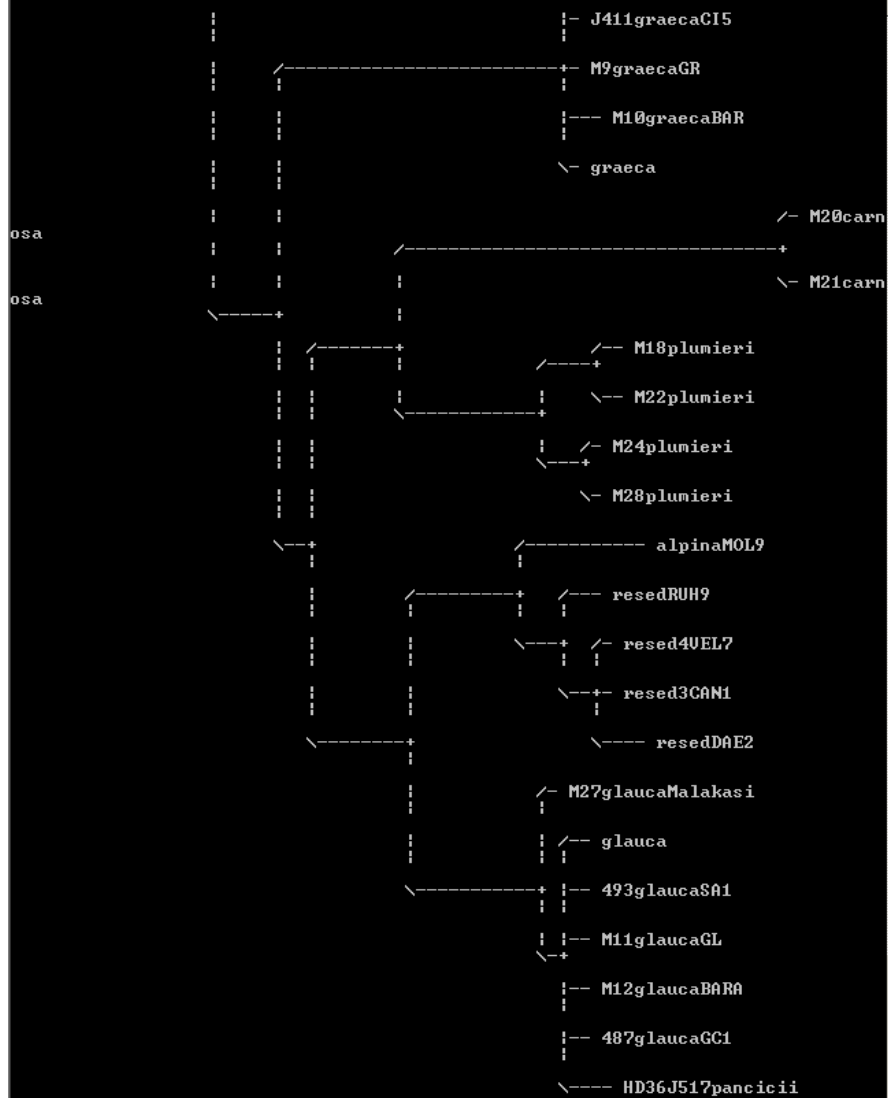 J411graecaCI5
M9graecaGR
M10graecaBAR
graeca
M20carn
osa
M21carn
osa
M18plumieri
M22plumieri
M24plumieri
M28plumieri
alpinaMOL9
resedRUH9
resed4VEL7
resed3CAN1
resedDAE2
M27glaucaMalakasi
glauca
493glaucaSA1
M11glaucaGL
M12glaucaBARA
487glaucaGC1
HD36J517pancicii